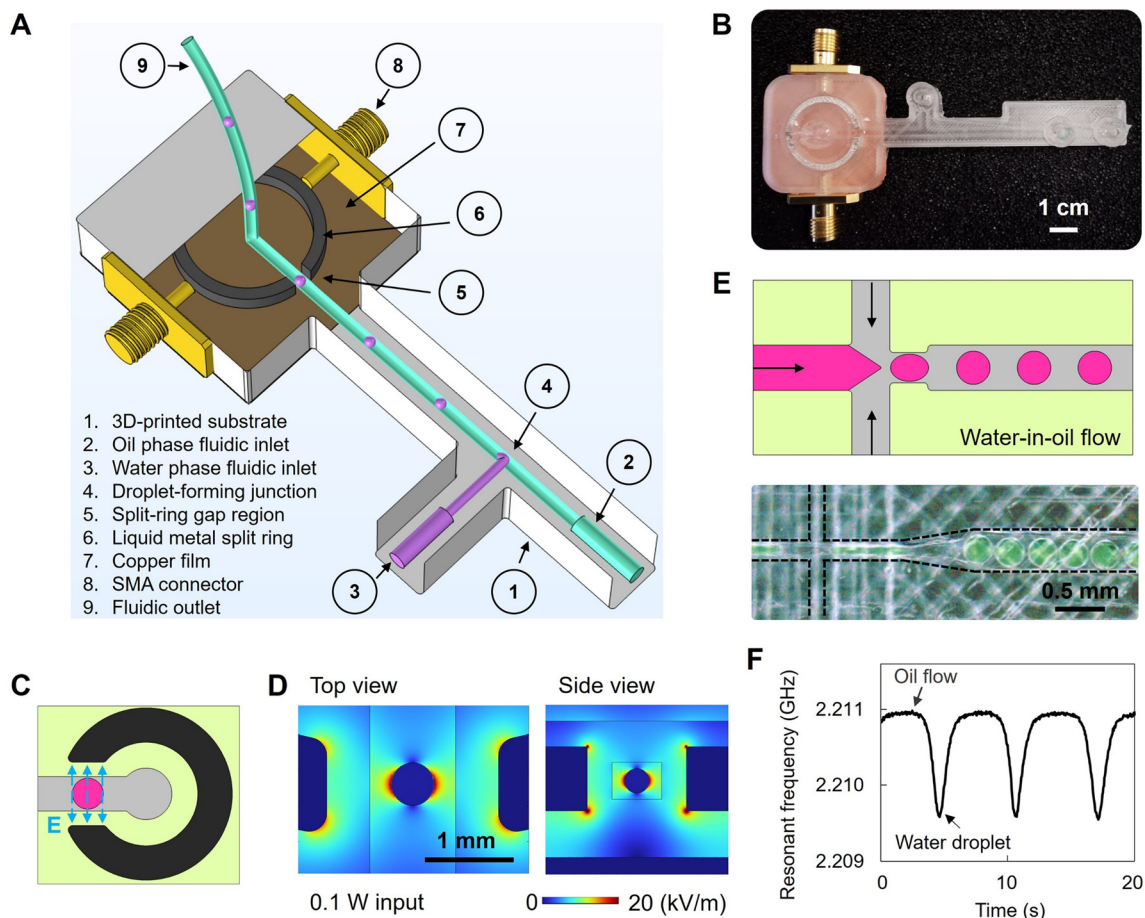 A
9
8
7
6
5
4
2
3
1
1. 3D-printed substrate
2. Oil phase fluidic inlet
3. Water phase fluidic inlet
4. Droplet-forming junction
5. Split-ring gap region
6. Liquid metal split ring
7. Copper film
8. SMA connector
9. Fluidic outlet
B
1 cm
C
E
D
Top view
Side view
1 mm
0.1 W input
0 20 (kV/m)
E
Water-in-oil flow
0.5 mm
F
Resonant frequency (GHz)
2.211
2.210
2.209
Oil flow
Water droplet
0 10 20
Time (s)